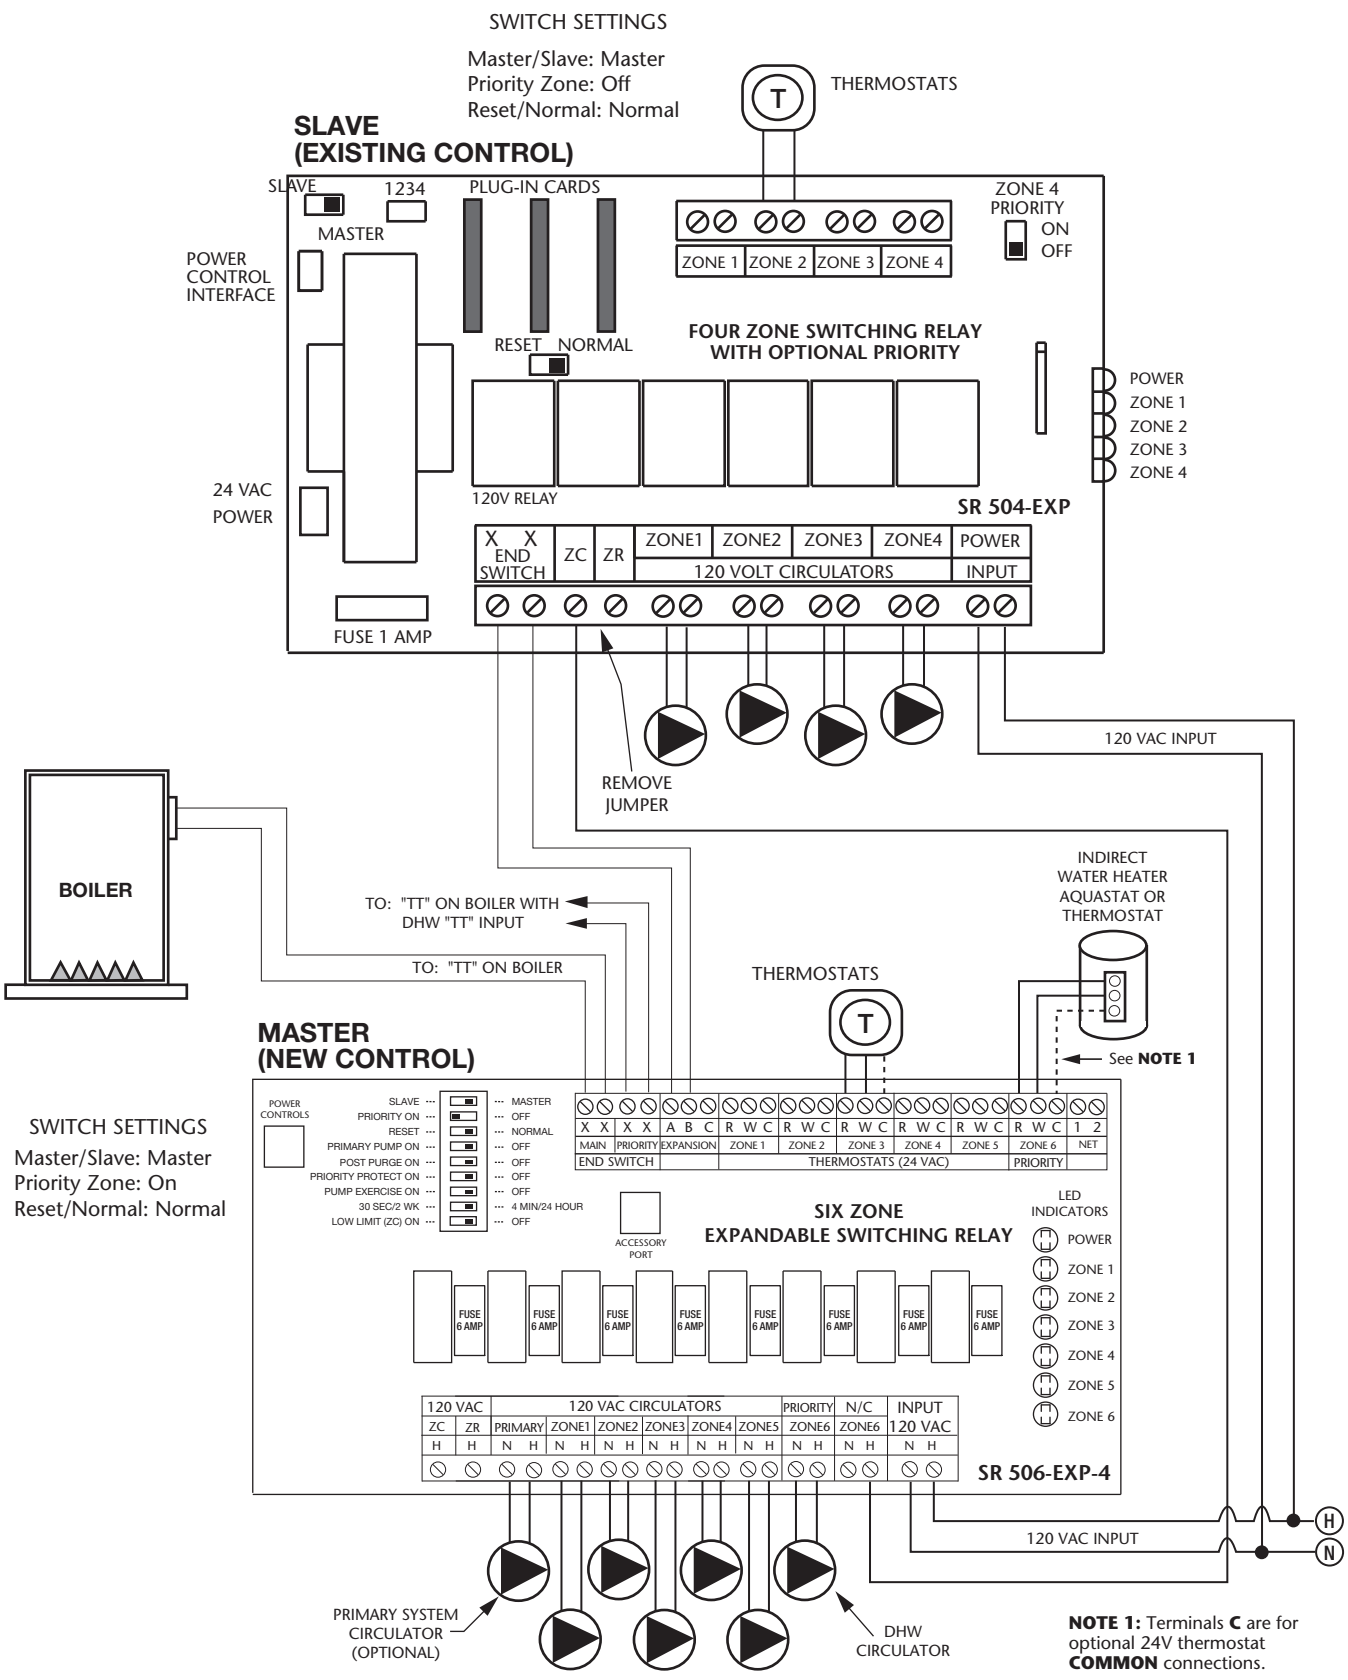 SWITCH SETTINGS
Master/Slave: Master
Priority Zone: Off
Reset/Normal: Normal
THERMOSTATS
T
SLAVE
(EXISTING CONTROL)
SLAVE
1234
PLUG-IN CARDS
ZONE 4
PRIORITY
ON
OFF
MASTER
POWER
CONTROL
INTERFACE
ZONE 1 ZONE 2 ZONE 3 ZONE 4
RESET NORMAL
FOUR ZONE SWITCHING RELAY
WITH OPTIONAL PRIORITY
POWER
ZONE 1
ZONE 2
ZONE 3
ZONE 4
24 VAC
POWER
120V RELAY
SR 504-EXP
X X
END
SWITCH
ZC
ZR
ZONE1 ZONE2 ZONE3 ZONE4
120 VOLT CIRCULATORS
POWER
INPUT
FUSE 1 AMP
REMOVE
JUMPER
120 VAC INPUT
BOILER
TO: "TT" ON BOILER WITH
DHW "TT" INPUT
TO: "TT" ON BOILER
INDIRECT
WATER HEATER
AQUASTAT OR
THERMOSTAT
THERMOSTATS
T
See NOTE 1
MASTER
(NEW CONTROL)
SWITCH SETTINGS
Master/Slave: Master
Priority Zone: On
Reset/Normal: Normal
POWER
CONTROLS
SLAVE --- --- MASTER
PRIORITY ON --- --- OFF
RESET --- --- NORMAL
PRIMARY PUMP ON --- --- OFF
POST PURGE ON --- --- OFF
PRIORITY PROTECT ON --- --- OFF
PUMP EXERCISE ON --- --- OFF
30 SEC/2 WK --- --- 4 MIN/24 HOUR
LOW LIMIT (ZC) ON --- --- OFF
X X X X A B C R W C R W C R W C R W C R W C R W C 1 2
MAIN PRIORITY EXPANSION ZONE 1 ZONE 2 ZONE 3 ZONE 4 ZONE 5 ZONE 6 NET
END SWITCH THERMOSTATS (24 VAC) PRIORITY
ACCESSORY
PORT
SIX ZONE
EXPANDABLE SWITCHING RELAY
LED
INDICATORS
POWER
ZONE 1
ZONE 2
ZONE 3
ZONE 4
ZONE 5
ZONE 6
FUSE FUSE FUSE FUSE FUSE FUSE FUSE FUSE
6 AMP 6 AMP 6 AMP 6 AMP 6 AMP 6 AMP 6 AMP 6 AMP
120 VAC 120 VAC CIRCULATORS PRIORITY N/C INPUT
ZC ZR PRIMARY ZONE1 ZONE2 ZONE3 ZONE4 ZONE5 ZONE6 ZONE6 120 VAC
H H N H N H N H N H N H N H N H N H N H
SR 506-EXP-4
H
120 VAC INPUT
N
PRIMARY SYSTEM
CIRCULATOR
(OPTIONAL)
DHW
CIRCULATOR
NOTE 1: Terminals C are for
optional 24V thermostat
COMMON connections.